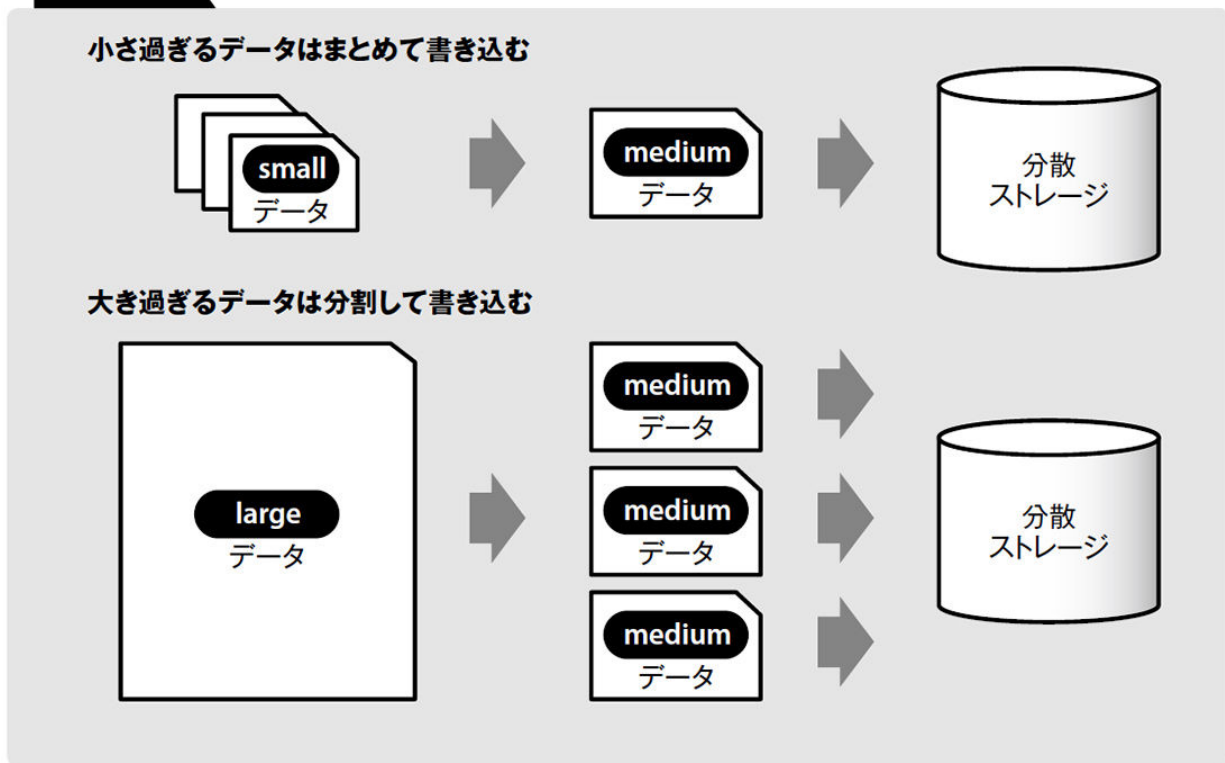 小さ過ぎるデータはまとめて書き込む
small
データ
medium
データ
分散
ストレージ
大き過ぎるデータは分割して書き込む
large
データ
medium
データ
medium
データ
medium
データ
分散
ストレージ